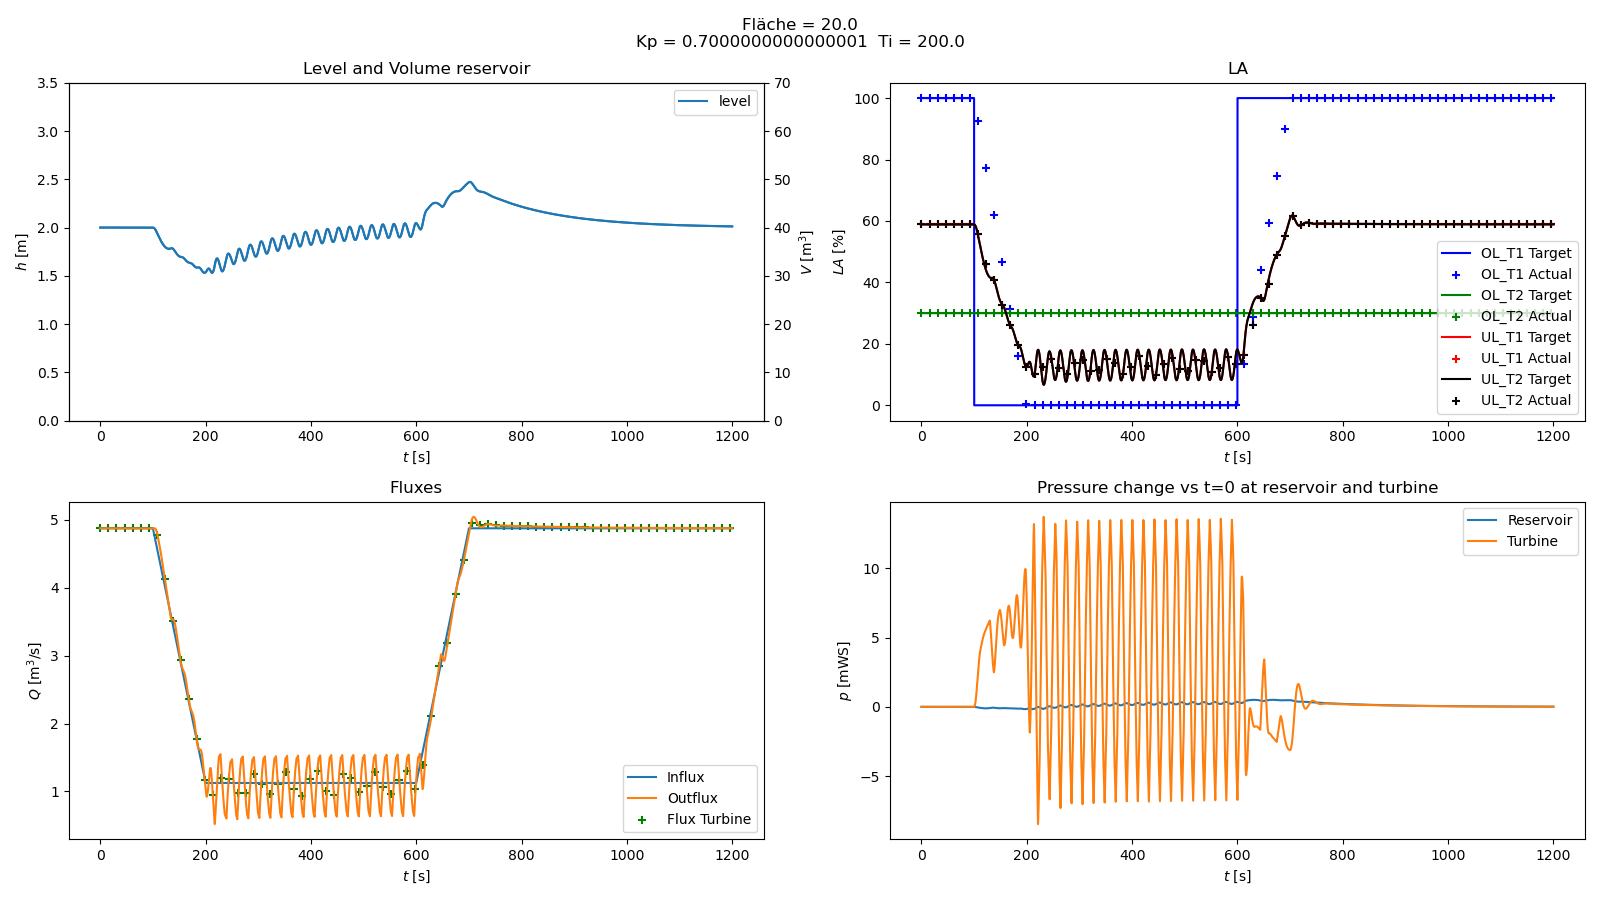 Fläche = 20.0
Kp = 0.7000000000000001  Ti = 200.0
Level and Volume reservoir
3.5
3.0
2.5
2.0
1.5
1.0
0.5
0.0
h [m]
70
60
50
40
30
20
10
0
V [m³]
level
0 200 400 600 800 1000 1200
t [s]
LA
100
80
60
40
20
0
LA [%]
OL_T1 Target
OL_T1 Actual
OL_T2 Target
OL_T2 Actual
UL_T1 Target
UL_T1 Actual
UL_T2 Target
UL_T2 Actual
0 200 400 600 800 1000 1200
t [s]
Fluxes
5
4
3
2
1
Q [m³/s]
Influx
Outflux
Flux Turbine
0 200 400 600 800 1000 1200
t [s]
Pressure change vs t=0 at reservoir and turbine
10
5
0
−5
p [mWS]
Reservoir
Turbine
0 200 400 600 800 1000 1200
t [s]